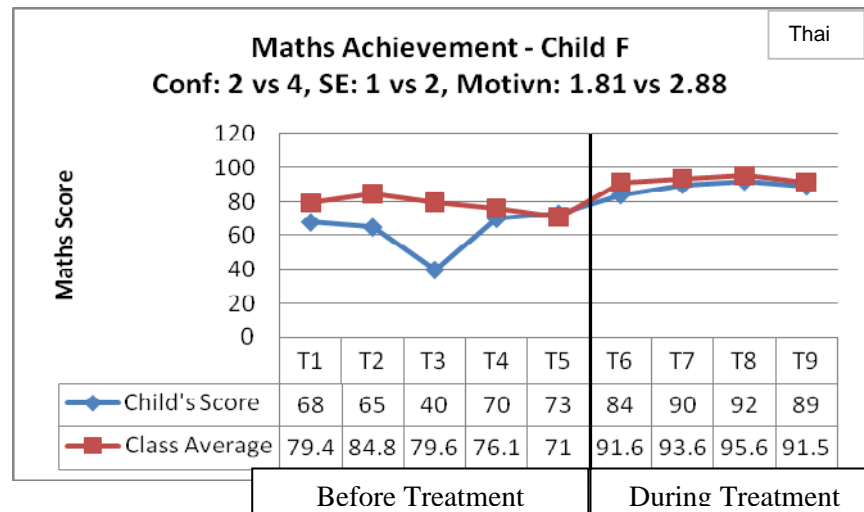 Thai
Maths Achievement - Child F
Conf: 2 vs 4, SE: 1 vs 2, Motivn: 1.81 vs 2.88
Maths Score
120
100
80
60
40
20
0
T1 T2 T3 T4 T5 T6 T7 T8 T9
Child's Score 68 65 40 70 73 84 90 92 89
Class Average 79.4 84.8 79.6 76.1 71 91.6 93.6 95.6 91.5
Before Treatment During Treatment